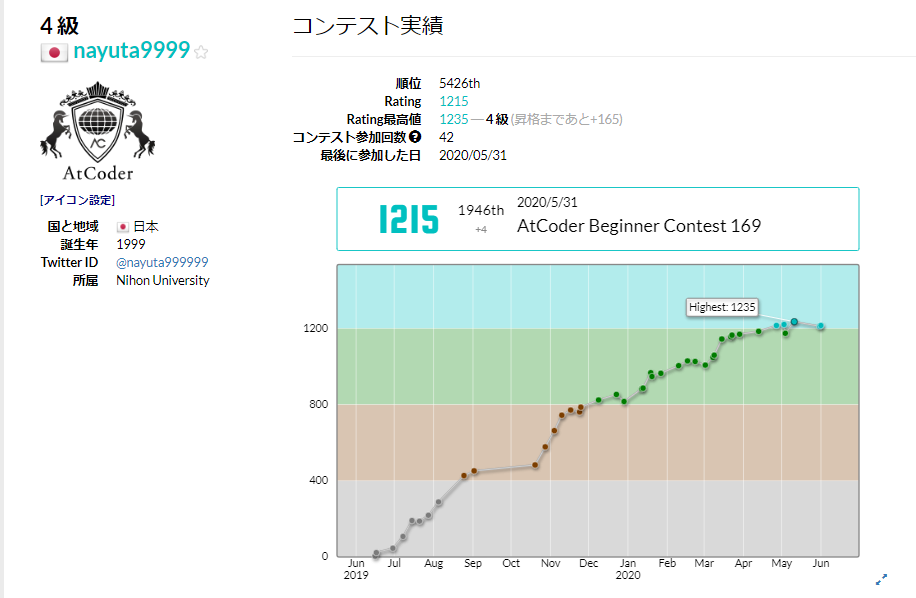 4 級
nayuta9999
AC
AtCoder
[アイコン設定]
国と地域 日本
誕生年 1999
Twitter ID @nayuta999999
所属 Nihon University
コンテスト実績
順位 5426th
Rating 1215
Rating最高値 1235 ― 4 級 (昇格まであと+165)
コンテスト参加回数 ? 42
最後に参加した日 2020/05/31
1215 1946th +4 2020/5/31
AtCoder Beginner Contest 169
Highest: 1235
1200
800
400
0
Jun Jul Aug Sep Oct Nov Dec Jan Feb Mar Apr May Jun
2019 2020